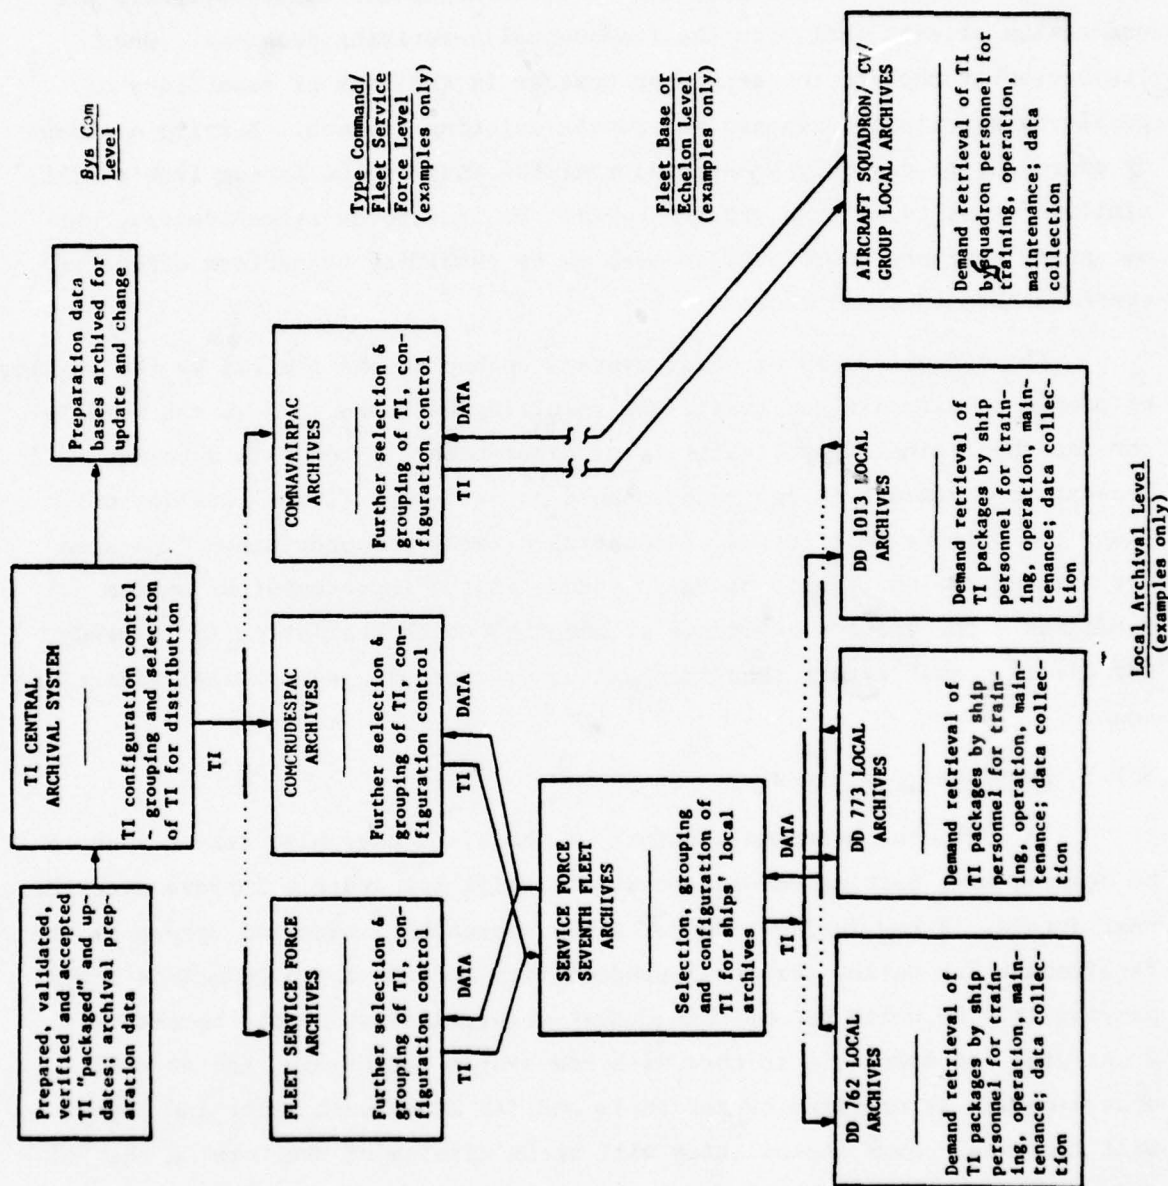 Sys Com
Level
Prepared, validated,
verified and accepted
TI "packaged" and up-
dates; archival prep-
aration data
TI CENTRAL
ARCHIVAL SYSTEM
TI configuration control
- grouping and selection
of TI for distribution
Preparation data
bases achived for
update and change
TI
Type Command/
Fleet Service
Force Level
(examples only)
FLEET SERVICE FORCE
ARCHIVES
Further selection &
grouping of TI, con-
figuration control
TI
DATA
COMCRUDESPAC
ARCHIVES
Further selection &
grouping of TI, con-
figuration control
TI
DATA
COMNAVAIRPAC
ARCHIVES
Further selection &
grouping of TI, con-
figuration control
TI
DATA
Fleet Base or
Echelon Level
(examples only)
SERVICE FORCE
SEVENTH FLEET
ARCHIVES
Selection, grouping
and configuration of
TI for ships' local
archives
TI
DATA
DD 762 LOCAL
ARCHIVES
Demand retrieval of
TI packages by ship
personnel for train-
ing, operation, main-
tenance; data collec-
tion
DD 773 LOCAL
ARCHIVES
Demand retrieval of
TI packages by ship
personnel for train-
ing, operation, main-
tenance; data collec-
tion
DD 1013 LOCAL
ARCHIVES
Demand retrieval of
TI packages by ship
personnel for train-
ing, operation, main-
tenance; data collec-
tion
AIRCRAFT SQUADRON/CV/
GROUP LOCAL ARCHIVES
Demand retrieval of TI
by squadron personnel for
training, operation,
maintenance; data
collection
Local Archival Level
(examples only)